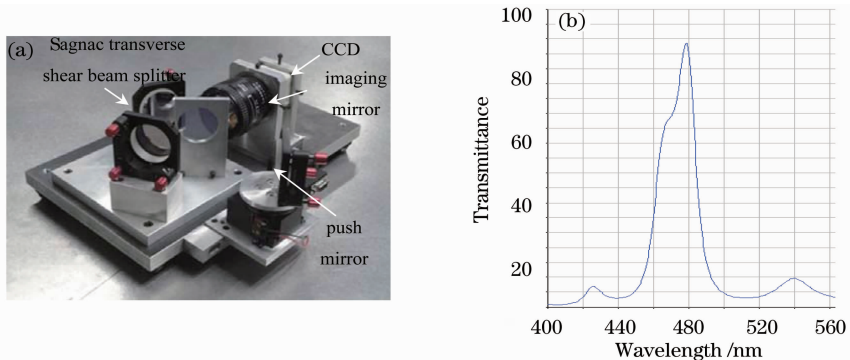 (a)
Sagnac transverse
shear beam splitter
CCD
imaging
mirror
push
mirror
(b)
100
80
60
40
20
Transmittance
400 440 480 520 560
Wavelength /nm